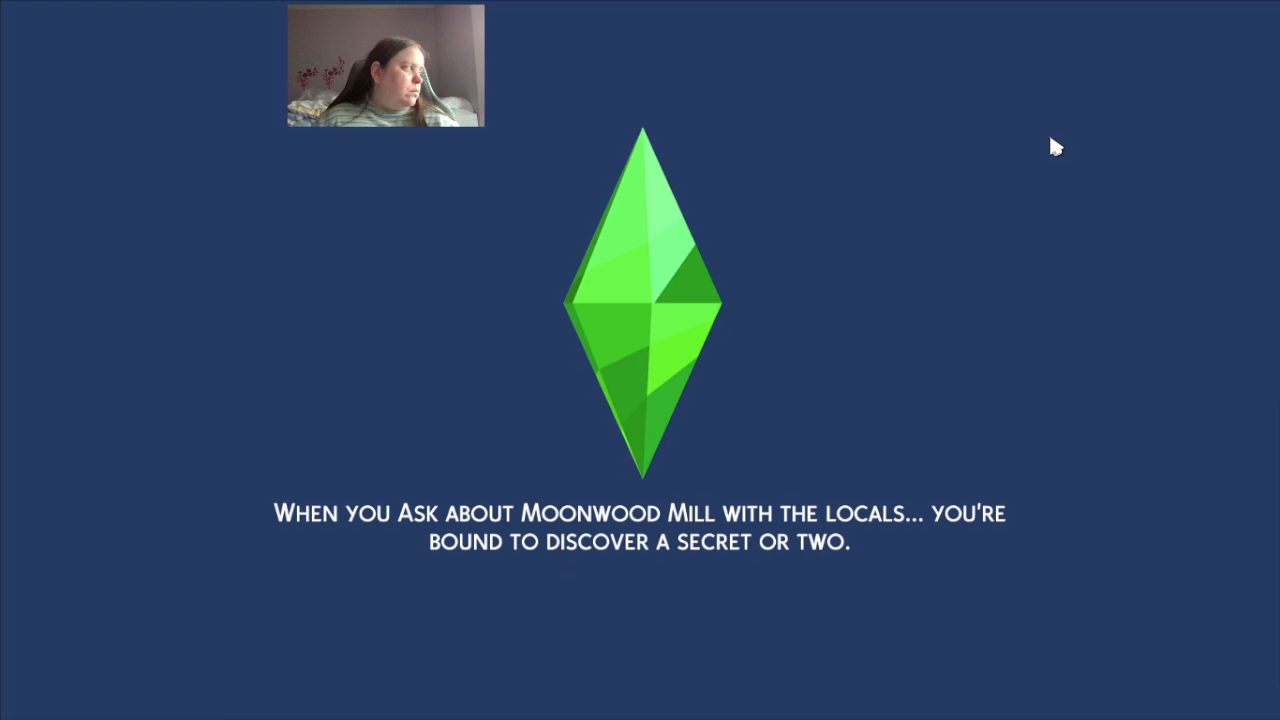 When you Ask about Moonwood Mill with the locals... you're
bound to discover a secret or two.